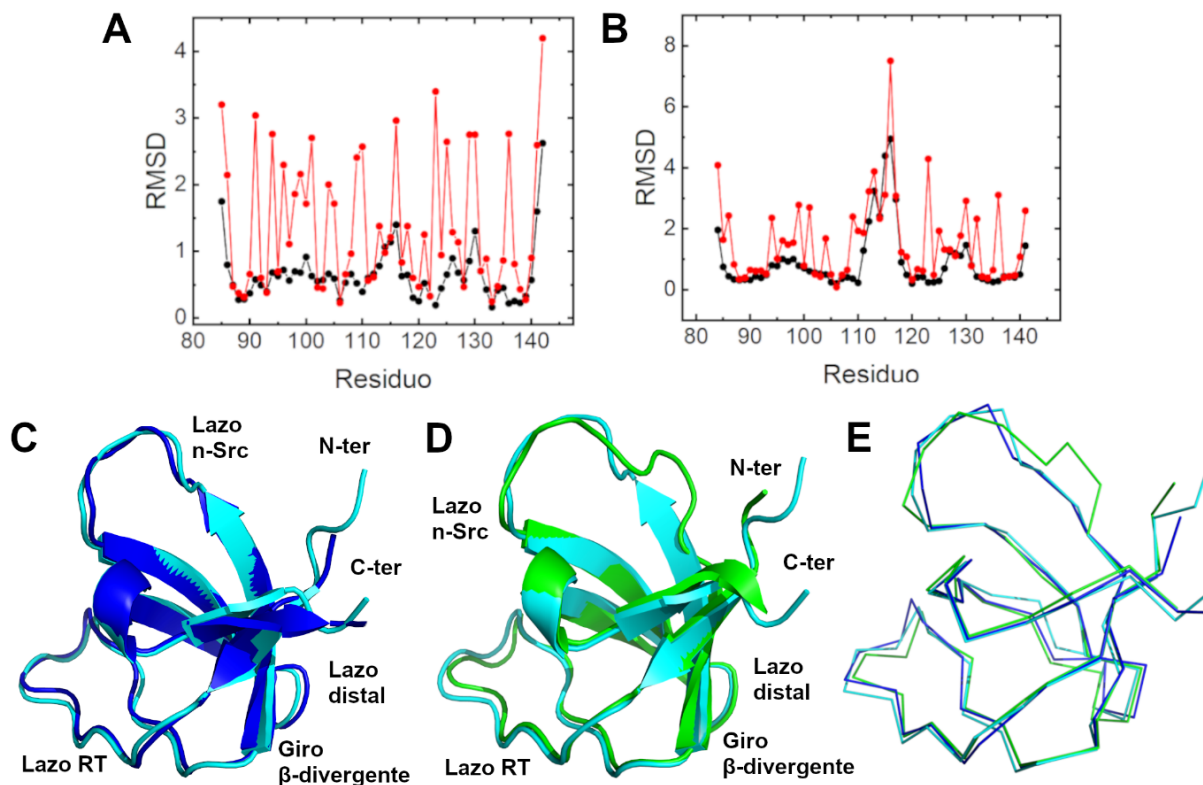 A
RMSD
4
3
2
1
0
80 90 100 110 120 130 140
Residuo
B
RMSD
8
6
4
2
0
80 90 100 110 120 130 140
Residuo
C
Lazo
n-Src
N-ter
C-ter
Lazo
distal
Giro
β-divergente
Lazo RT
D
Lazo
n-Src
N-ter
C-ter
Lazo
distal
Giro
β-divergente
Lazo RT
E